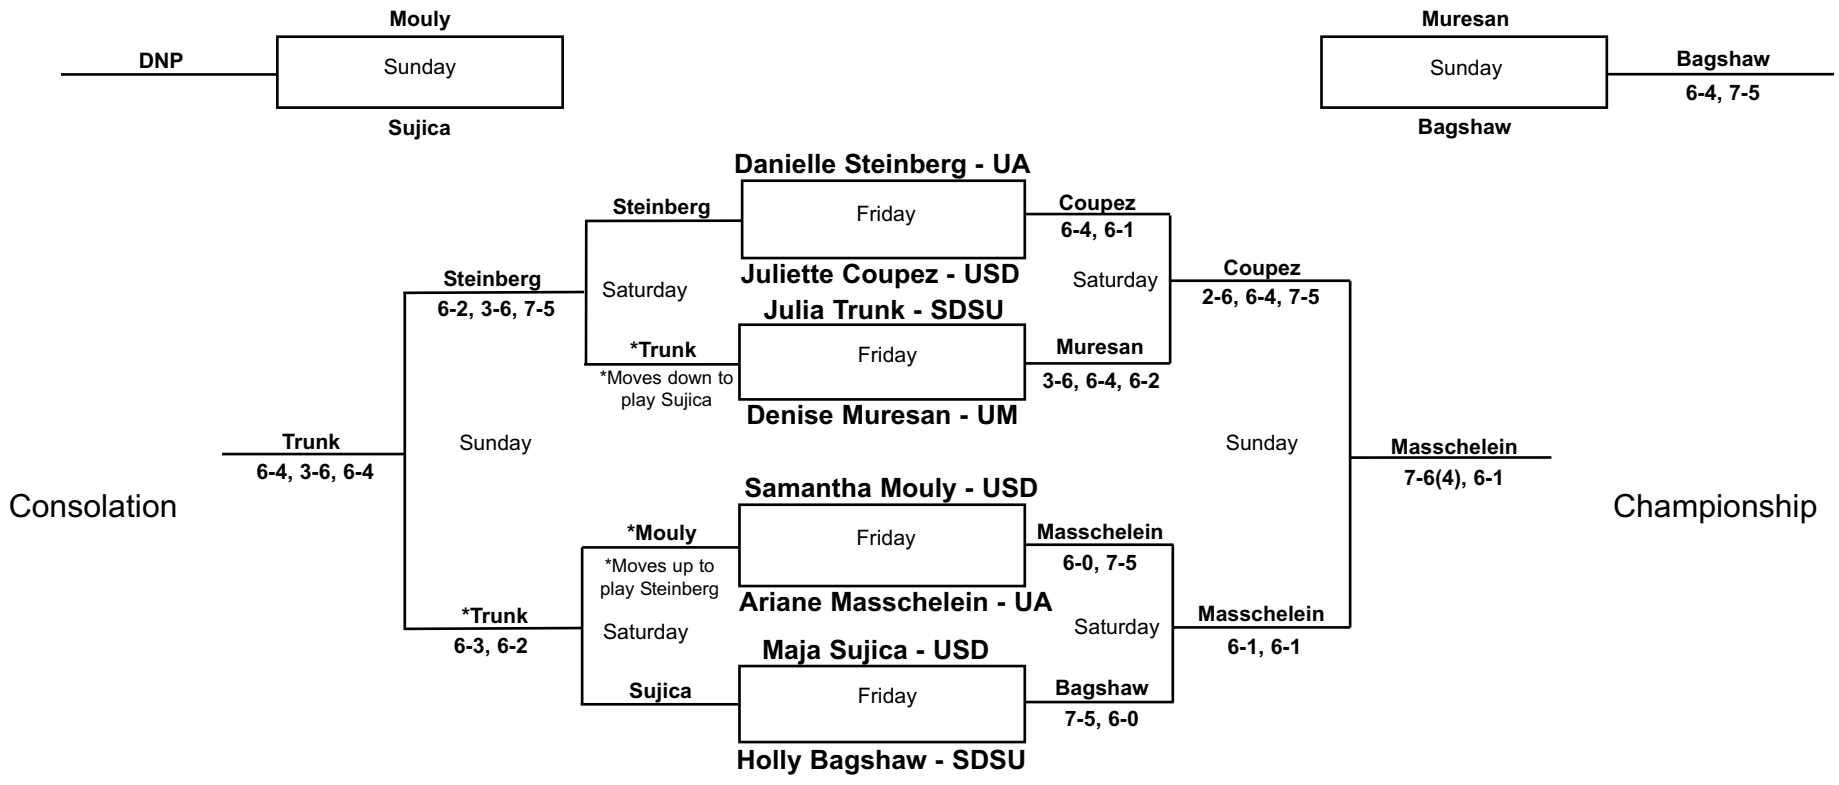 Mouly
DNP
Sunday
Sujica
Muresan
Sunday
Bagshaw
6-4, 7-5
Bagshaw
Danielle Steinberg - UA
Steinberg
Friday
Coupez
6-4, 6-1
Juliette Coupez - USD
Steinberg
6-2, 3-6, 7-5
Saturday
Saturday
Coupez
2-6, 6-4, 7-5
Julia Trunk - SDSU
*Trunk
*Moves down to
play Sujica
Friday
Muresan
3-6, 6-4, 6-2
Denise Muresan - UM
Trunk
6-4, 3-6, 6-4
Sunday
Sunday
Masschelein
7-6(4), 6-1
Consolation
Championship
Samantha Mouly - USD
*Mouly
*Moves up to
play Steinberg
Friday
Masschelein
6-0, 7-5
Ariane Masschelein - UA
*Trunk
6-3, 6-2
Saturday
Saturday
Masschelein
6-1, 6-1
Maja Sujica - USD
Sujica
Friday
Bagshaw
7-5, 6-0
Holly Bagshaw - SDSU